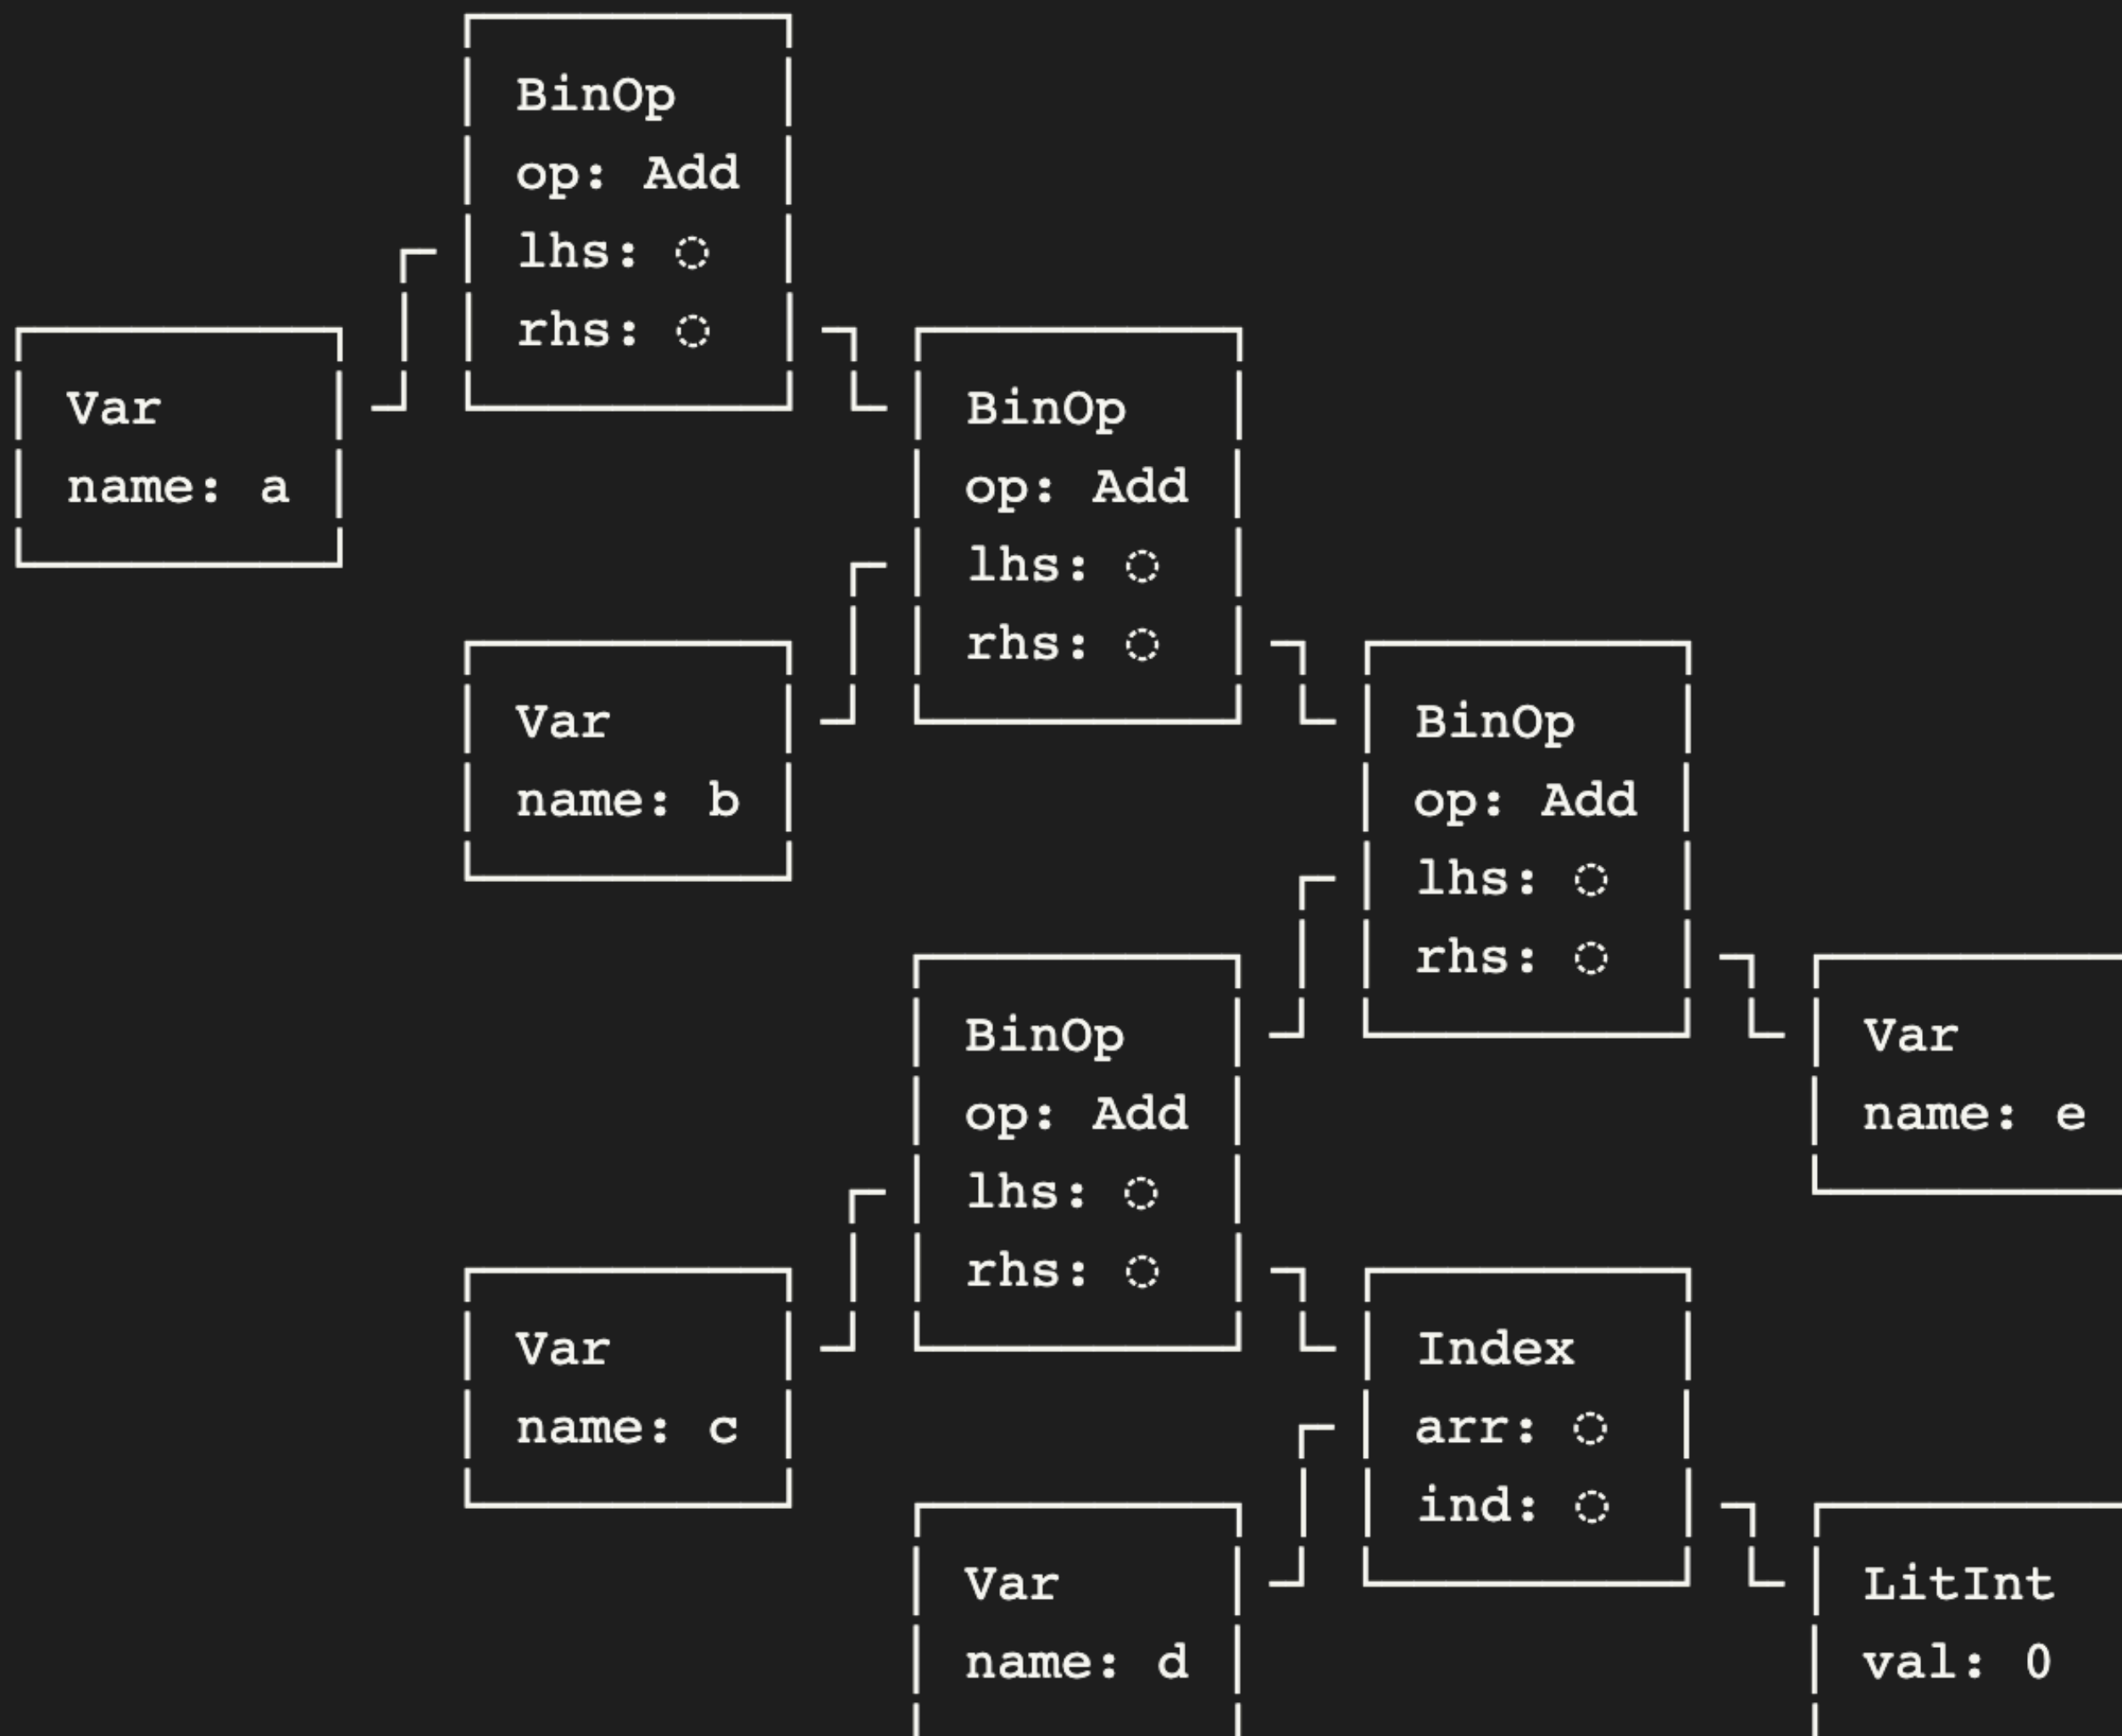 BinOp
op: Add
lhs: ◌
rhs: ◌
Var
name: a
BinOp
op: Add
lhs: ◌
rhs: ◌
Var
name: b
BinOp
op: Add
lhs: ◌
rhs: ◌
BinOp
op: Add
lhs: ◌
rhs: ◌
Var
name: e
Var
name: c
Index
arr: ◌
ind: ◌
Var
name: d
LitInt
val: 0